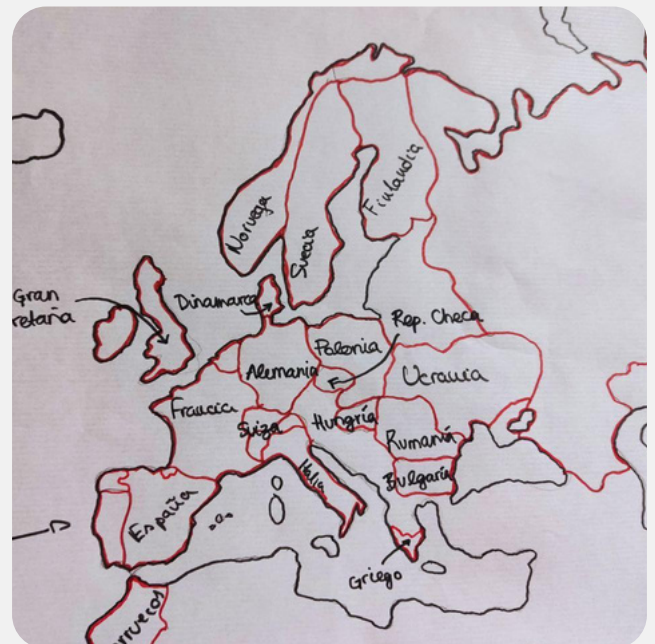 Noruega
Suecia
Finlandia
Gran
retaña
Dinamarca
Rep. Checa
Polonia
Alemania
Ucrania
Francia
Suiza
Hungría
Rumanía
Bulgaria
Italia
España
Griego
rruecos